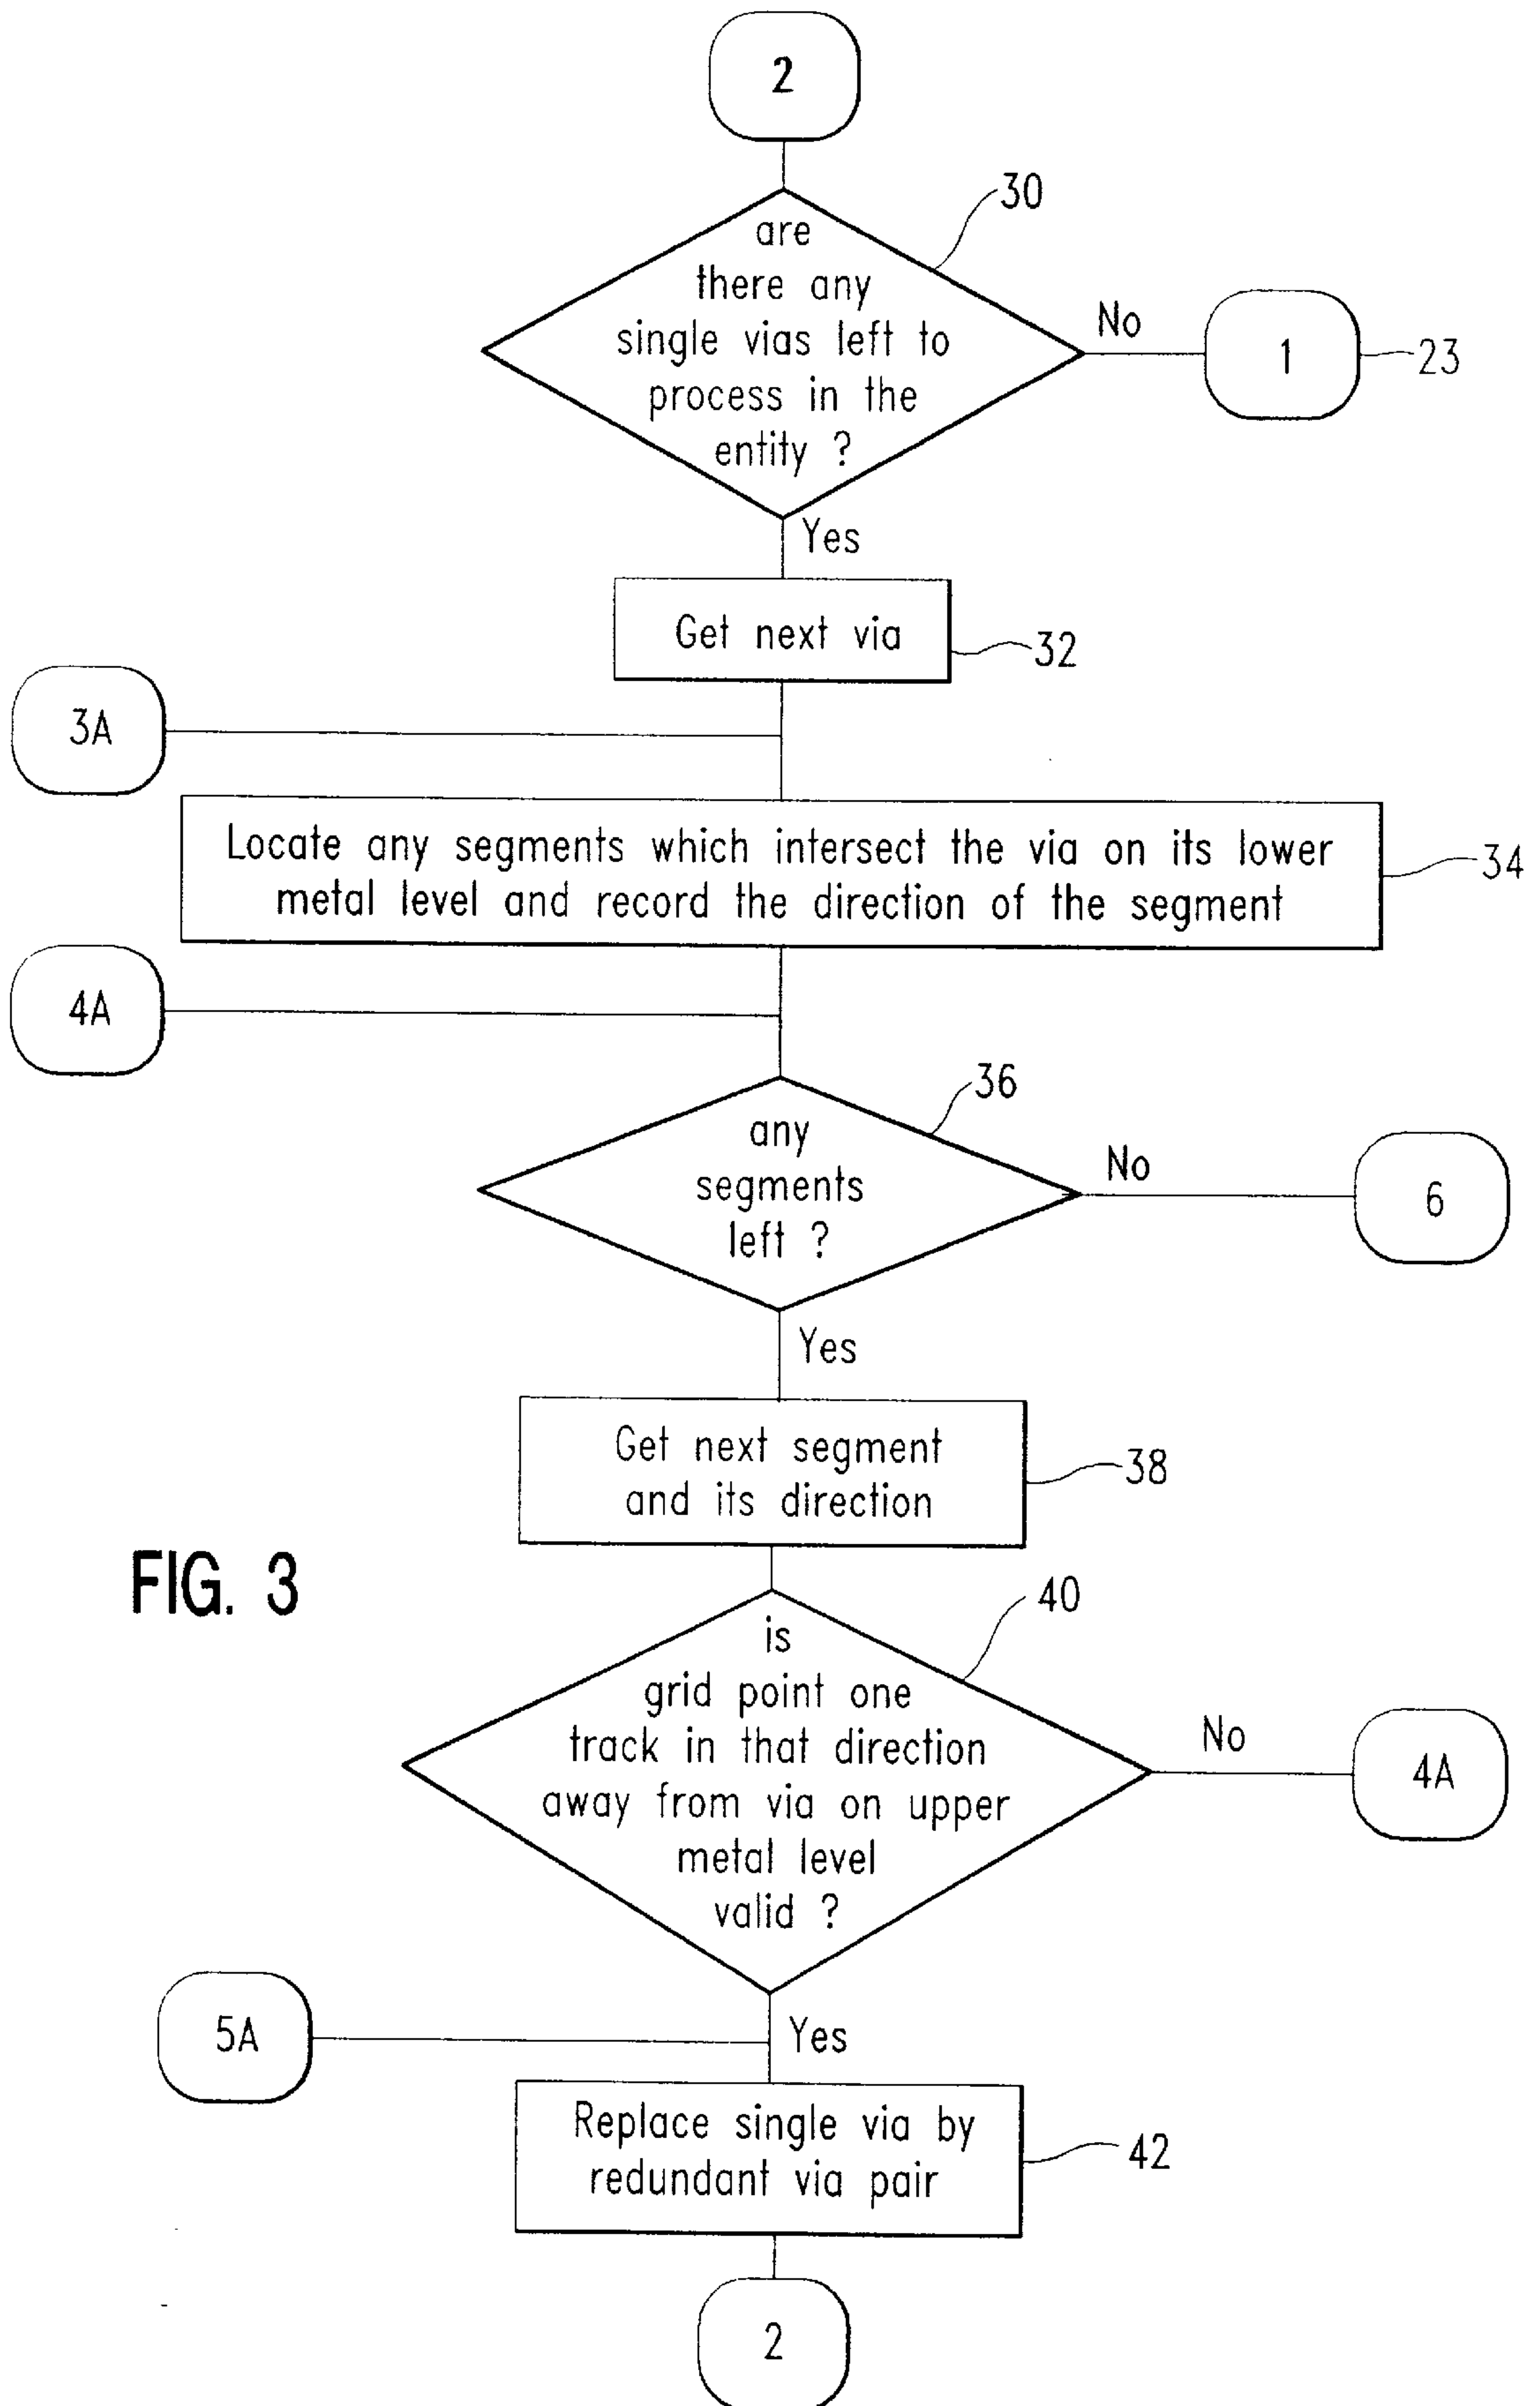 2
30
are
there any
single vias left to
process in the
entity ?
No
1
23
Yes
Get next via
32
3A
Locate any segments which intersect the via on its lower
metal level and record the direction of the segment
34
4A
36
any
segments
left ?
No
6
Yes
Get next segment
and its direction
38
FIG. 3
40
is
grid point one
track in that direction
away from via on upper
metal level
valid ?
No
4A
5A
Yes
Replace single via by
redundant via pair
42
2